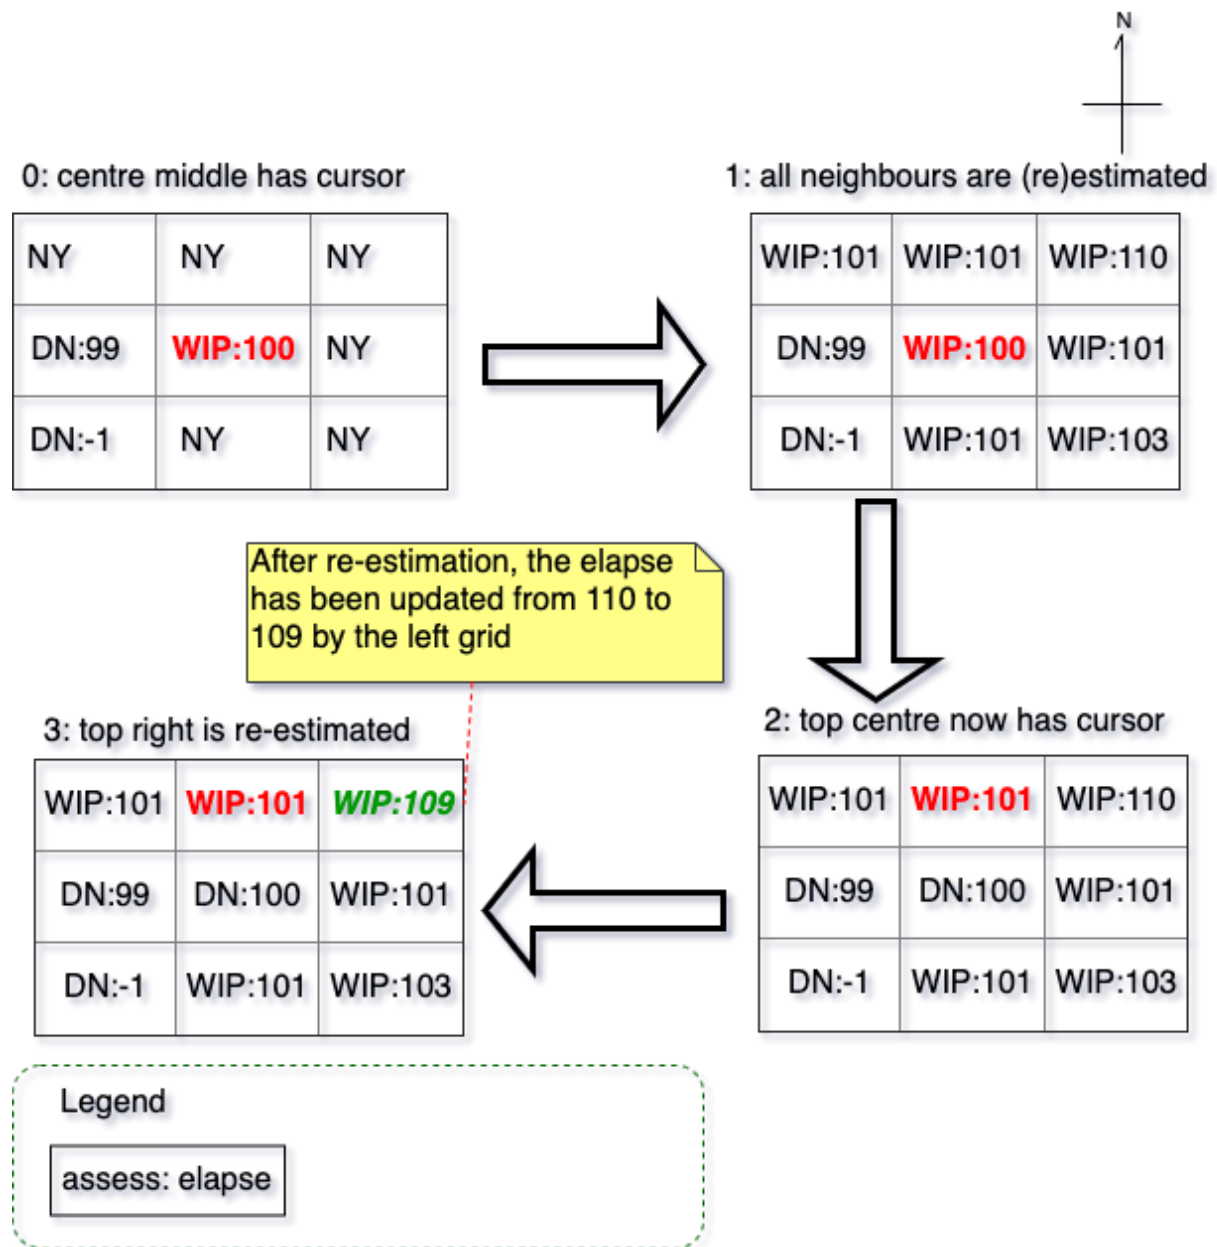 N
0: centre middle has cursor
NY NY NY
DN:99 WIP:100 NY
DN:-1 NY NY
1: all neighbours are (re)estimated
WIP:101 WIP:101 WIP:110
DN:99 WIP:100 WIP:101
DN:-1 WIP:101 WIP:103
After re-estimation, the elapse
has been updated from 110 to
109 by the left grid
2: top centre now has cursor
WIP:101 WIP:101 WIP:110
DN:99 DN:100 WIP:101
DN:-1 WIP:101 WIP:103
3: top right is re-estimated
WIP:101 WIP:101 WIP:109
DN:99 DN:100 WIP:101
DN:-1 WIP:101 WIP:103
Legend
assess: elapse